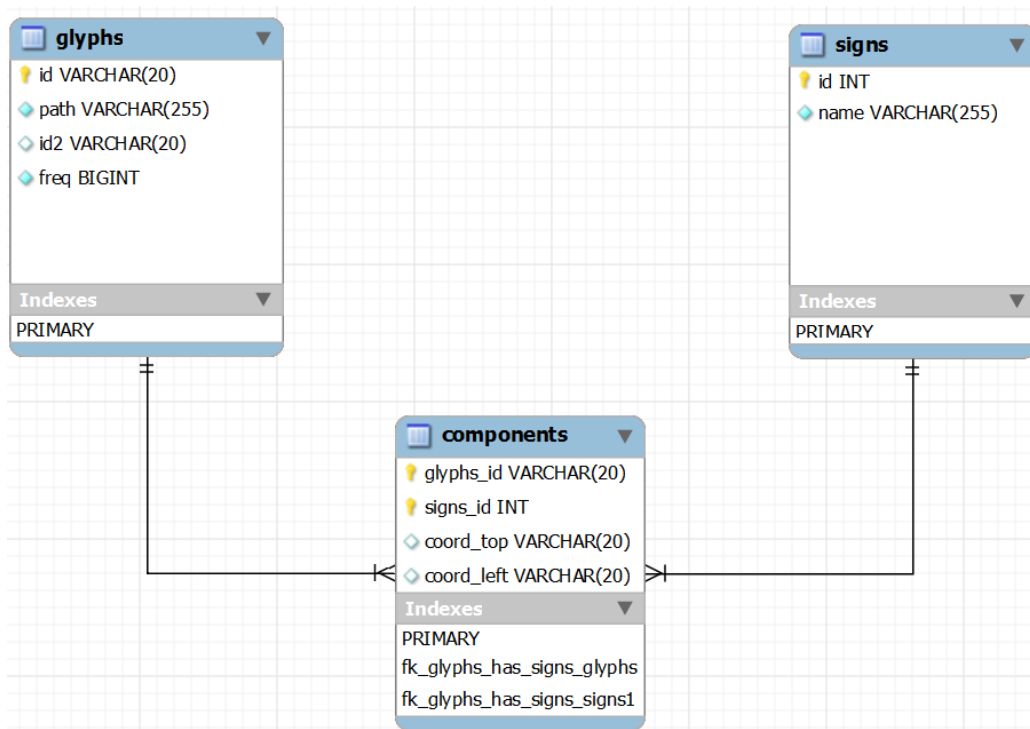 glyphs
id VARCHAR(20)
path VARCHAR(255)
id2 VARCHAR(20)
freq BIGINT
Indexes
PRIMARY
signs
id INT
name VARCHAR(255)
Indexes
PRIMARY
components
glyphs_id VARCHAR(20)
signs_id INT
coord_top VARCHAR(20)
coord_left VARCHAR(20)
Indexes
PRIMARY
fk_glyphs_has_signs_glyphs
fk_glyphs_has_signs_signs1